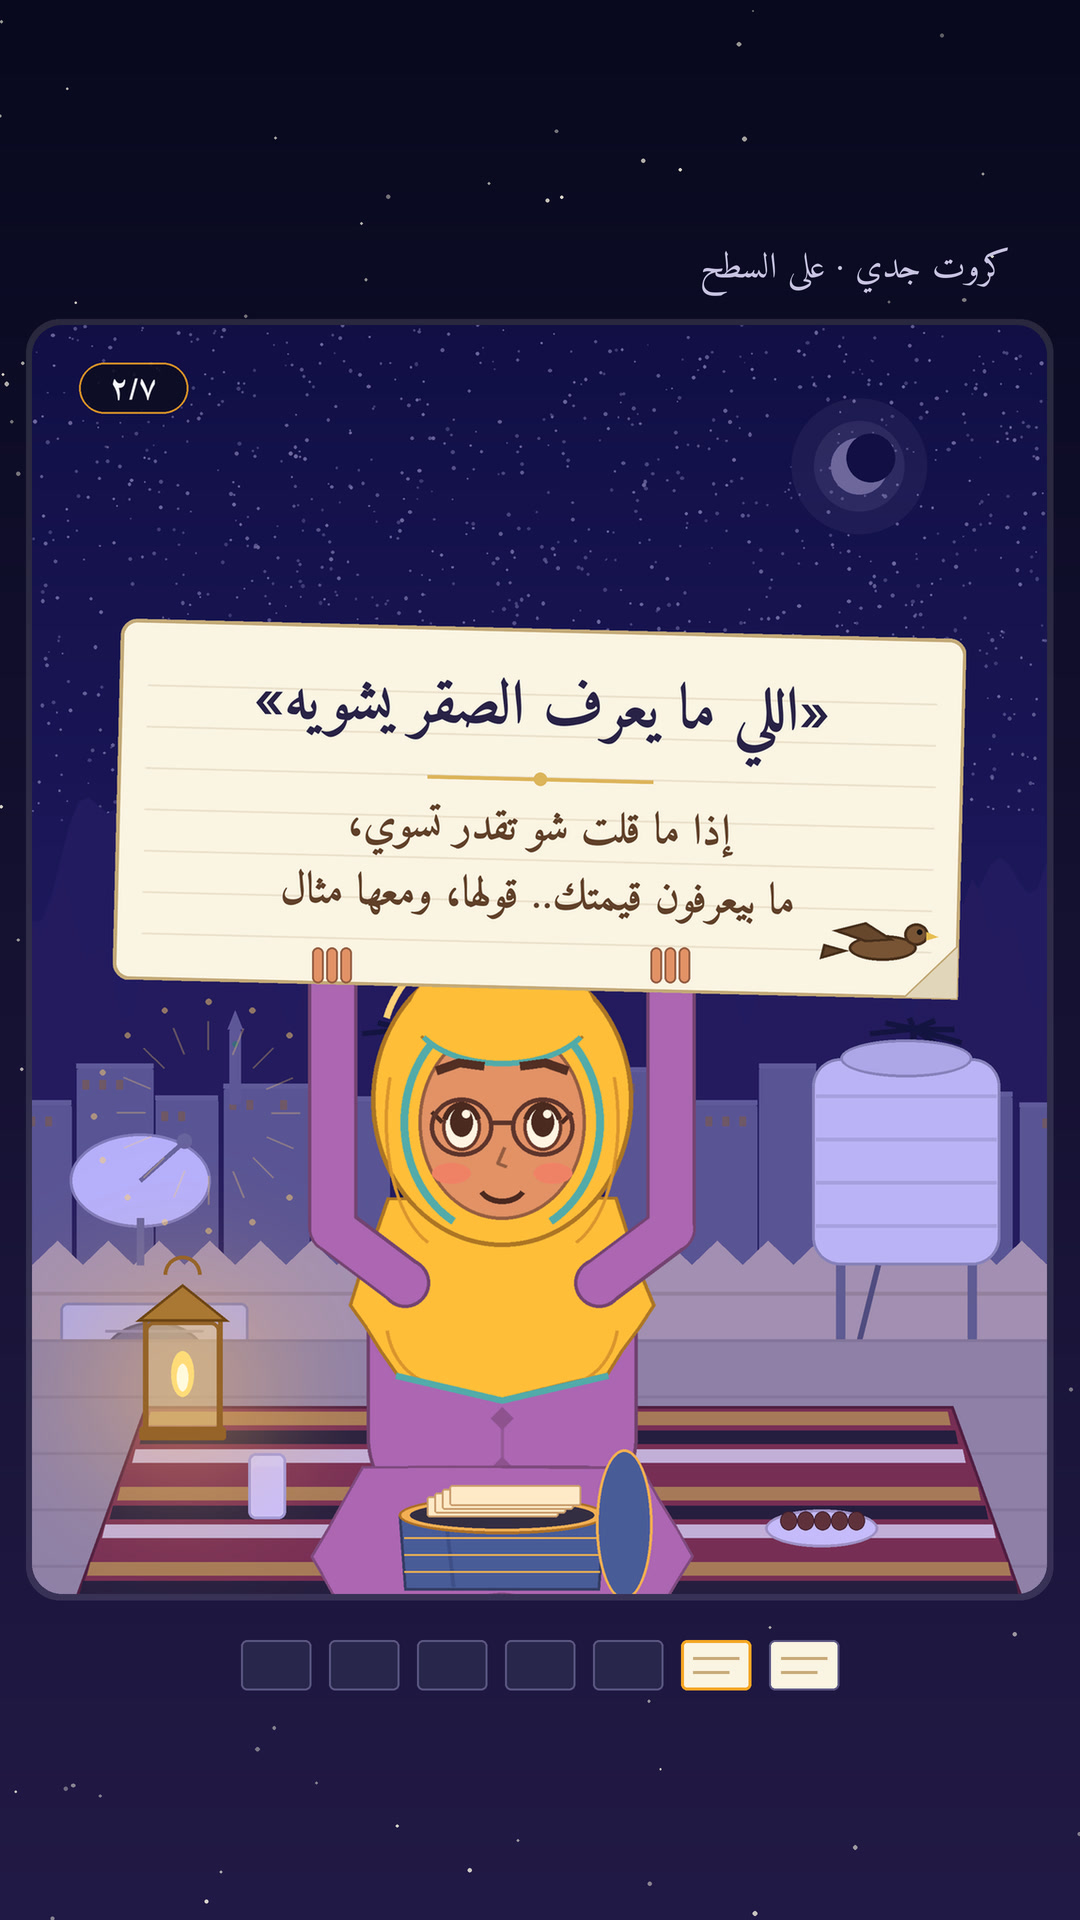 كروت جدي · على السطح
٢/٧
«اللي ما يعرف الصقر يشويه»
إذا ما قلت شو تقدر تسوي،
ما بيعرفون قيمتك.. قولها، ومعها مثال